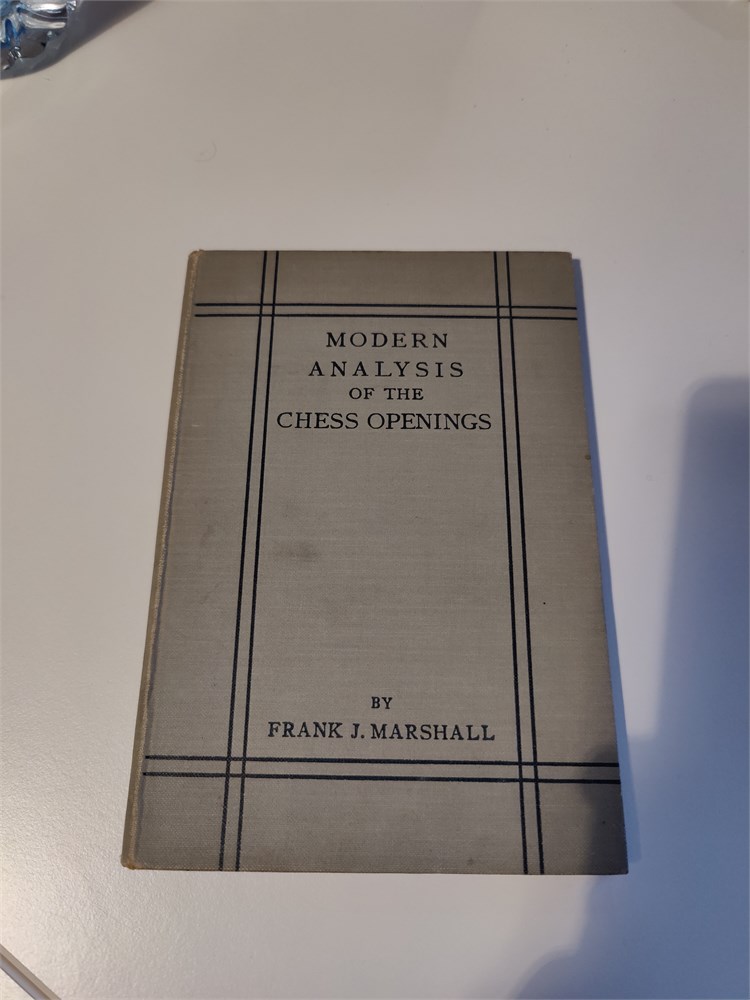 MODERN
ANALYSIS
OF THE
CHESS OPENINGS
BY
FRANK J. MARSHALL